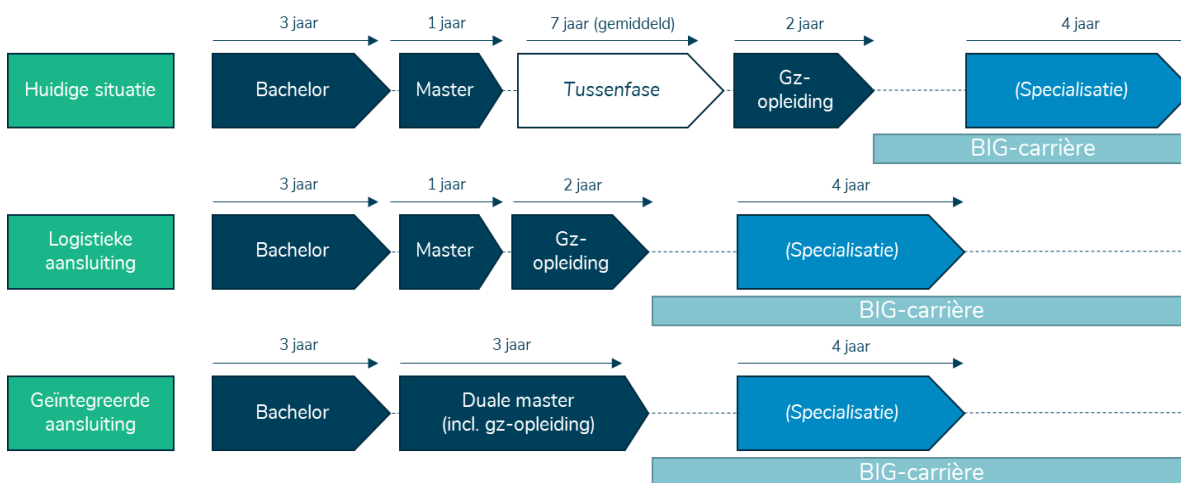 3 jaar
1 jaar
7 jaar (gemiddeld)
2 jaar
4 jaar
Huidige situatie
Bachelor
Master
Tussenfase
Gz-
opleiding
(Specialisatie)
BIG-carrière
3 jaar
1 jaar
2 jaar
4 jaar
Logistieke
aansluiting
Bachelor
Master
Gz-
opleiding
(Specialisatie)
BIG-carrière
3 jaar
3 jaar
4 jaar
Geïntegreerde
aansluiting
Bachelor
Duale master
(incl. gz-opleiding)
(Specialisatie)
BIG-carrière